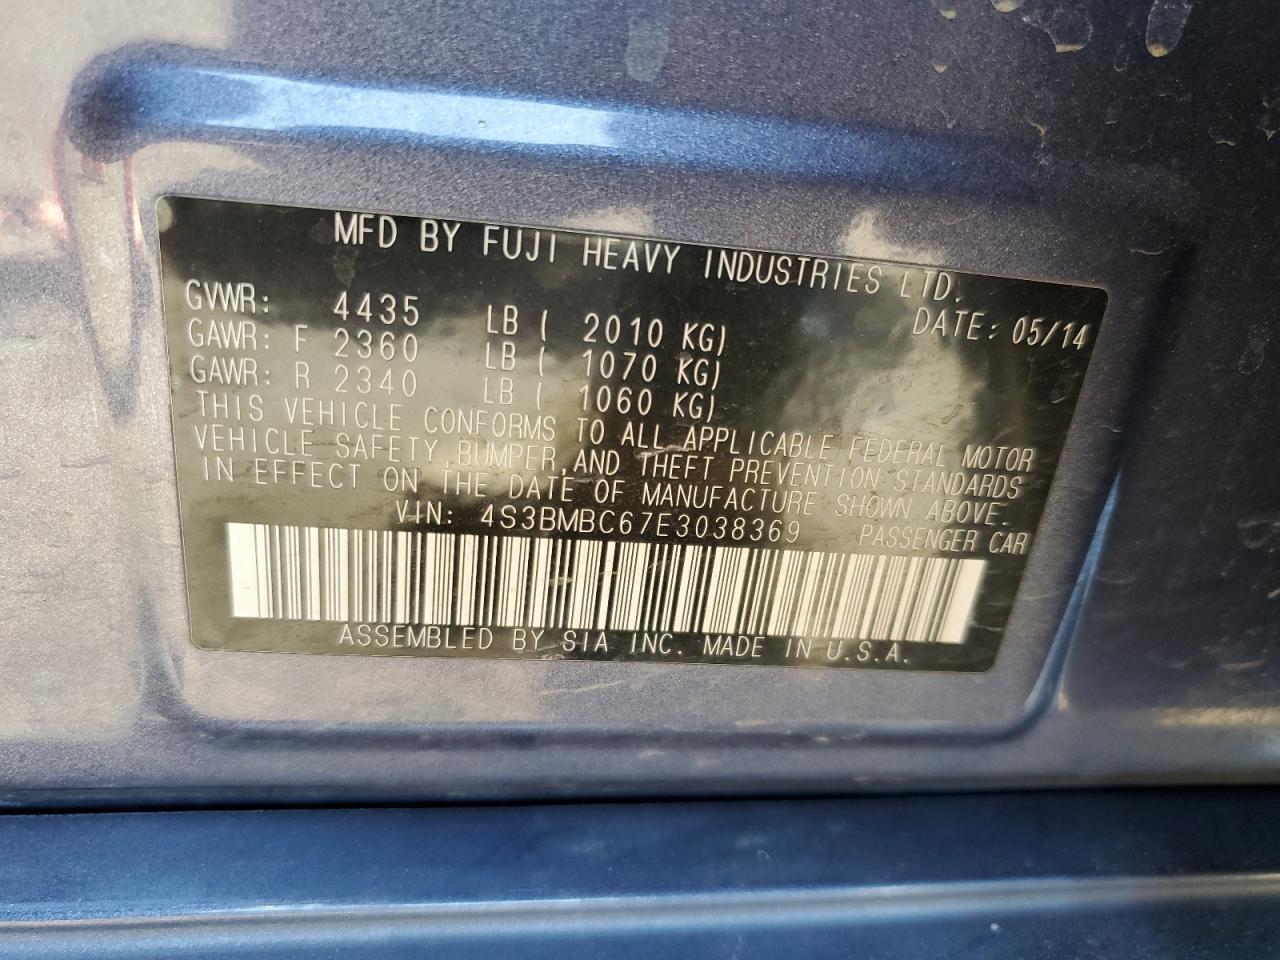 MFD BY FUJI HEAVY INDUSTRIES LTD.
DATE: 05/14
GVWR: 4435 LB ( 2010 KG)
GAWR: F 2360 LB ( 1070 KG)
GAWR: R 2340 LB ( 1060 KG)
THIS VEHICLE CONFORMS TO ALL APPLICABLE FEDERAL MOTOR
VEHICLE SAFETY,BUMPER,AND THEFT PREVENTION STANDARDS
IN EFFECT ON THE DATE OF MANUFACTURE SHOWN ABOVE.
VIN: 4S3BMBC67E3038369 PASSENGER CAR
ASSEMBLED BY SIA INC. MADE IN U.S.A.